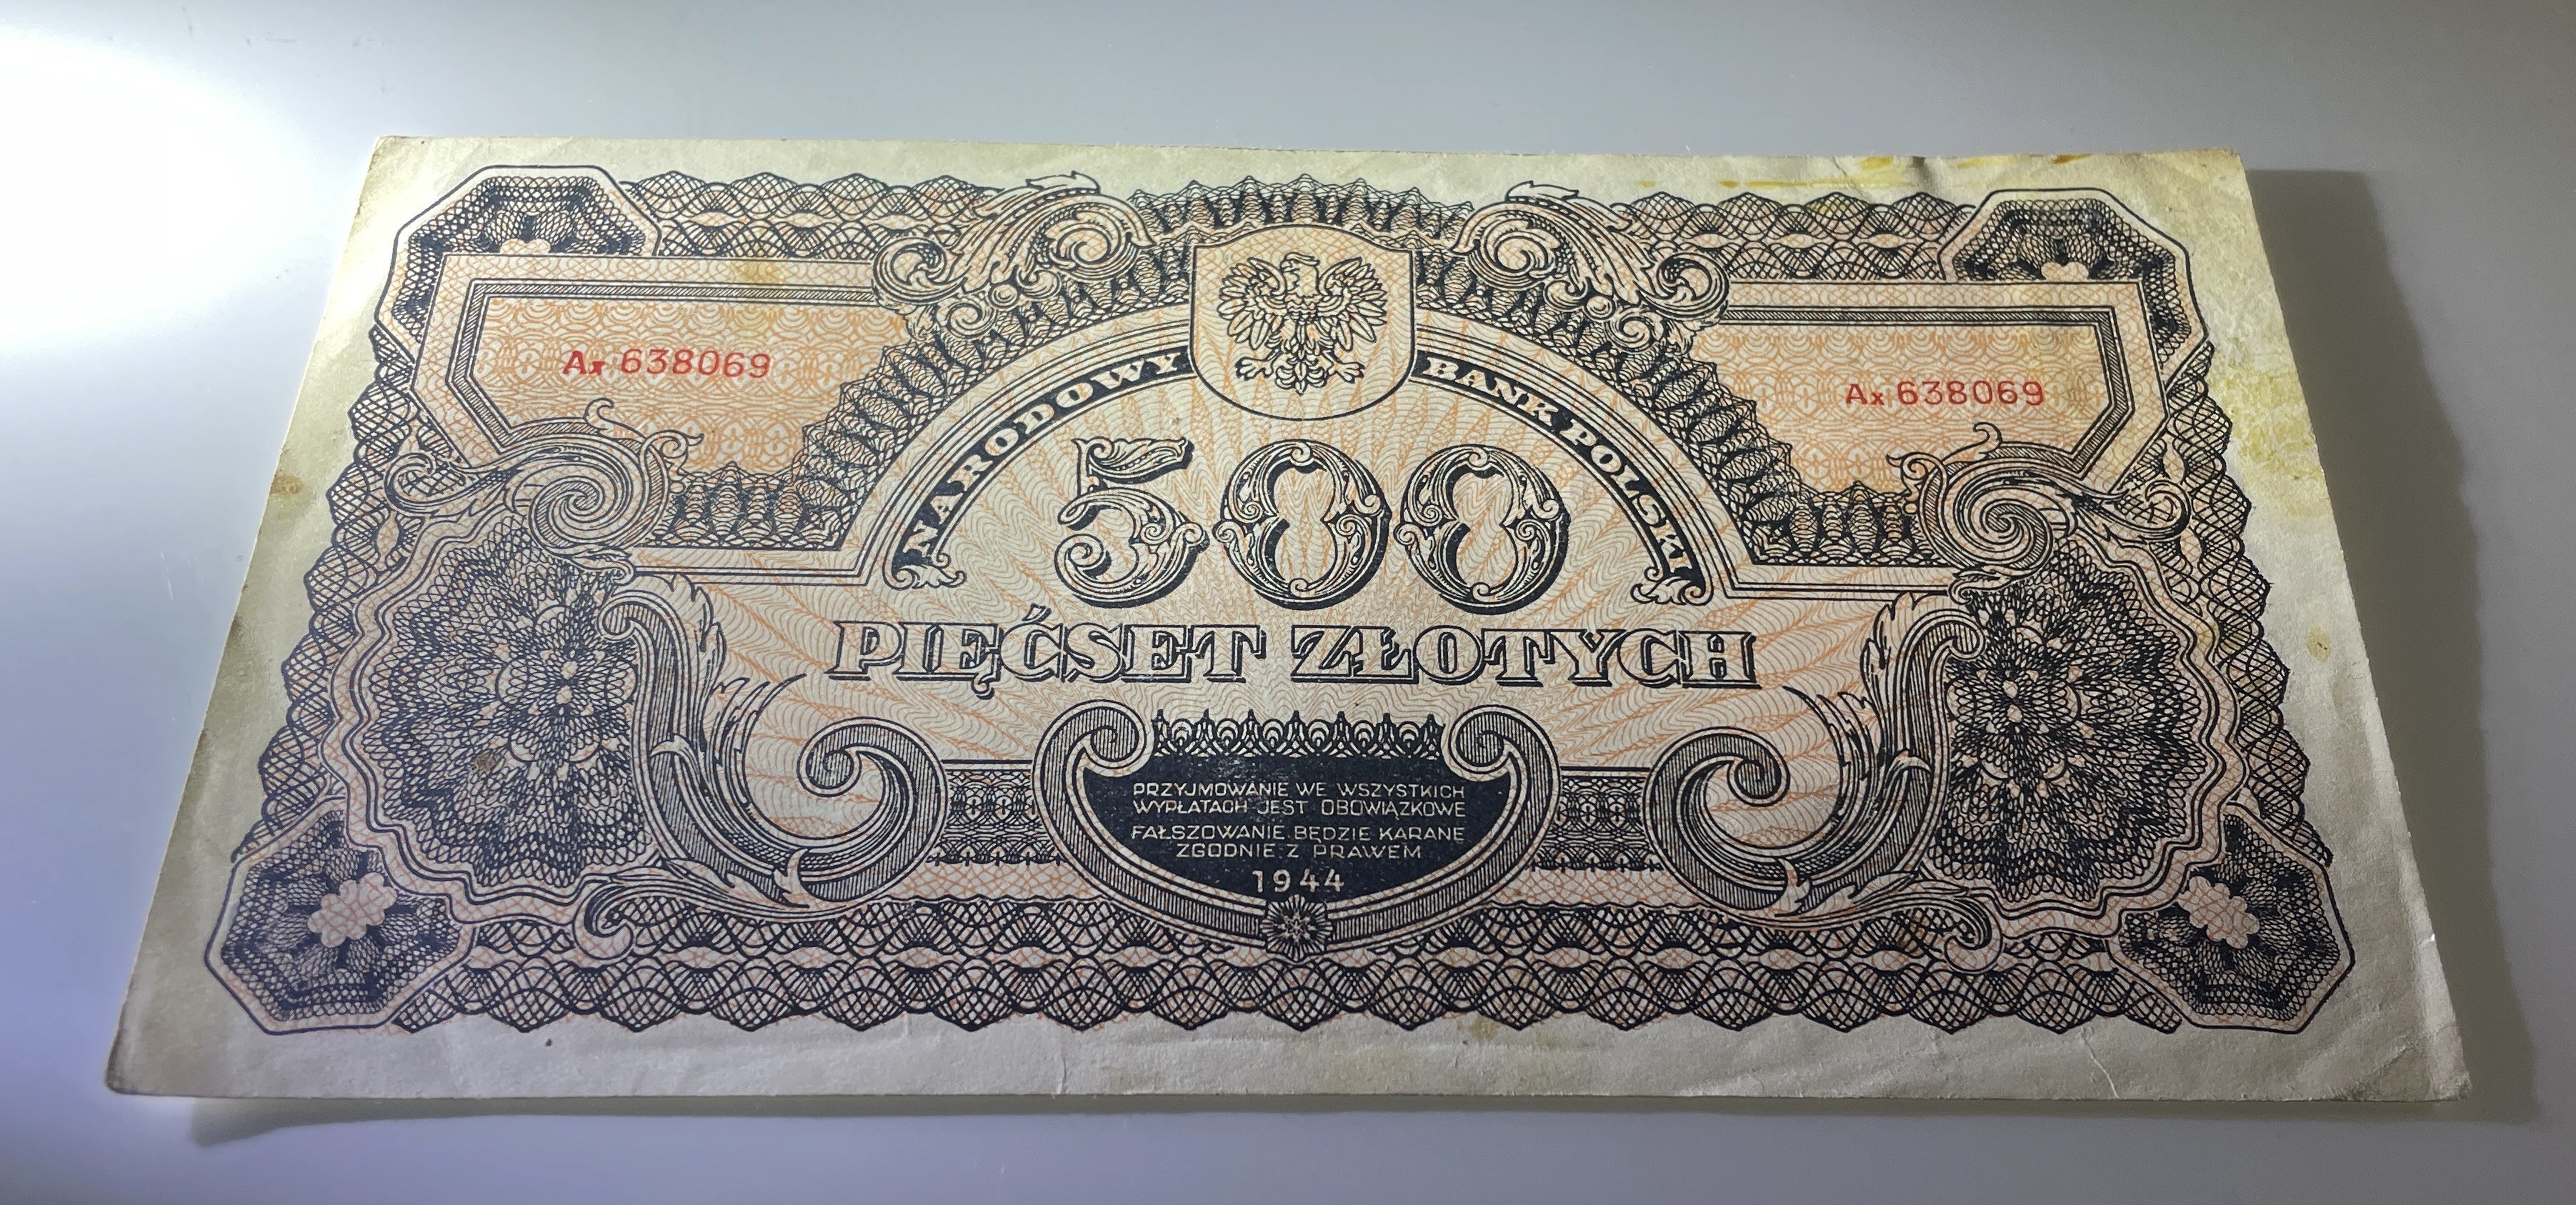 Ax 638069
Ax 638069
NARODOWY BANK POLSKI
500
PIĘĆSET ZŁOTYCH
PRZYJMOWANIE WE WSZYSTKICH
WYPŁATACH JEST OBOWIĄZKOWE
FAŁSZOWANIE BĘDZIE KARANE
ZGODNIE Z PRAWEM
1944